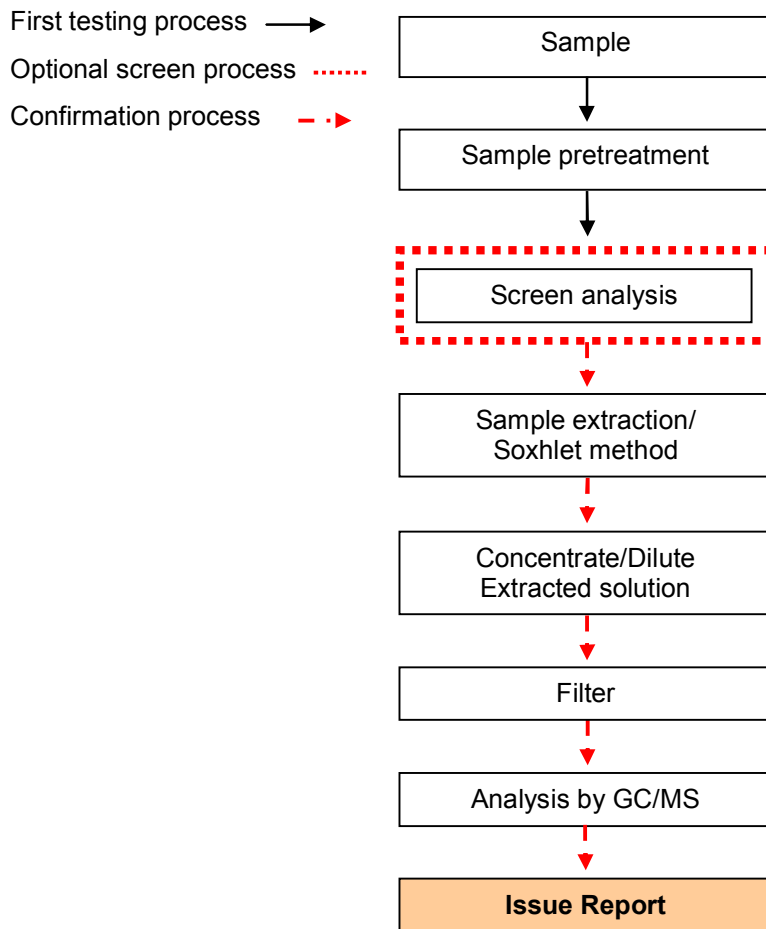 First testing process
Optional screen process
Confirmation process
Sample
Sample pretreatment
Screen analysis
Sample extraction/
Soxhlet method
Concentrate/Dilute
Extracted solution
Filter
Analysis by GC/MS
Issue Report